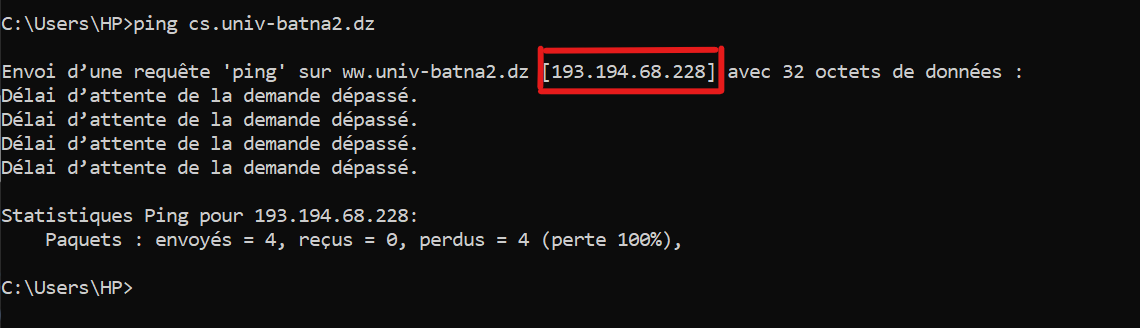 C:\Users\HP>ping cs.univ-batna2.dz
Envoi d’une requête 'ping' sur ww.univ-batna2.dz [193.194.68.228] avec 32 octets de données :
Délai d’attente de la demande dépassé.
Délai d’attente de la demande dépassé.
Délai d’attente de la demande dépassé.
Délai d’attente de la demande dépassé.
Statistiques Ping pour 193.194.68.228:
    Paquets : envoyés = 4, reçus = 0, perdus = 4 (perte 100%),
C:\Users\HP>